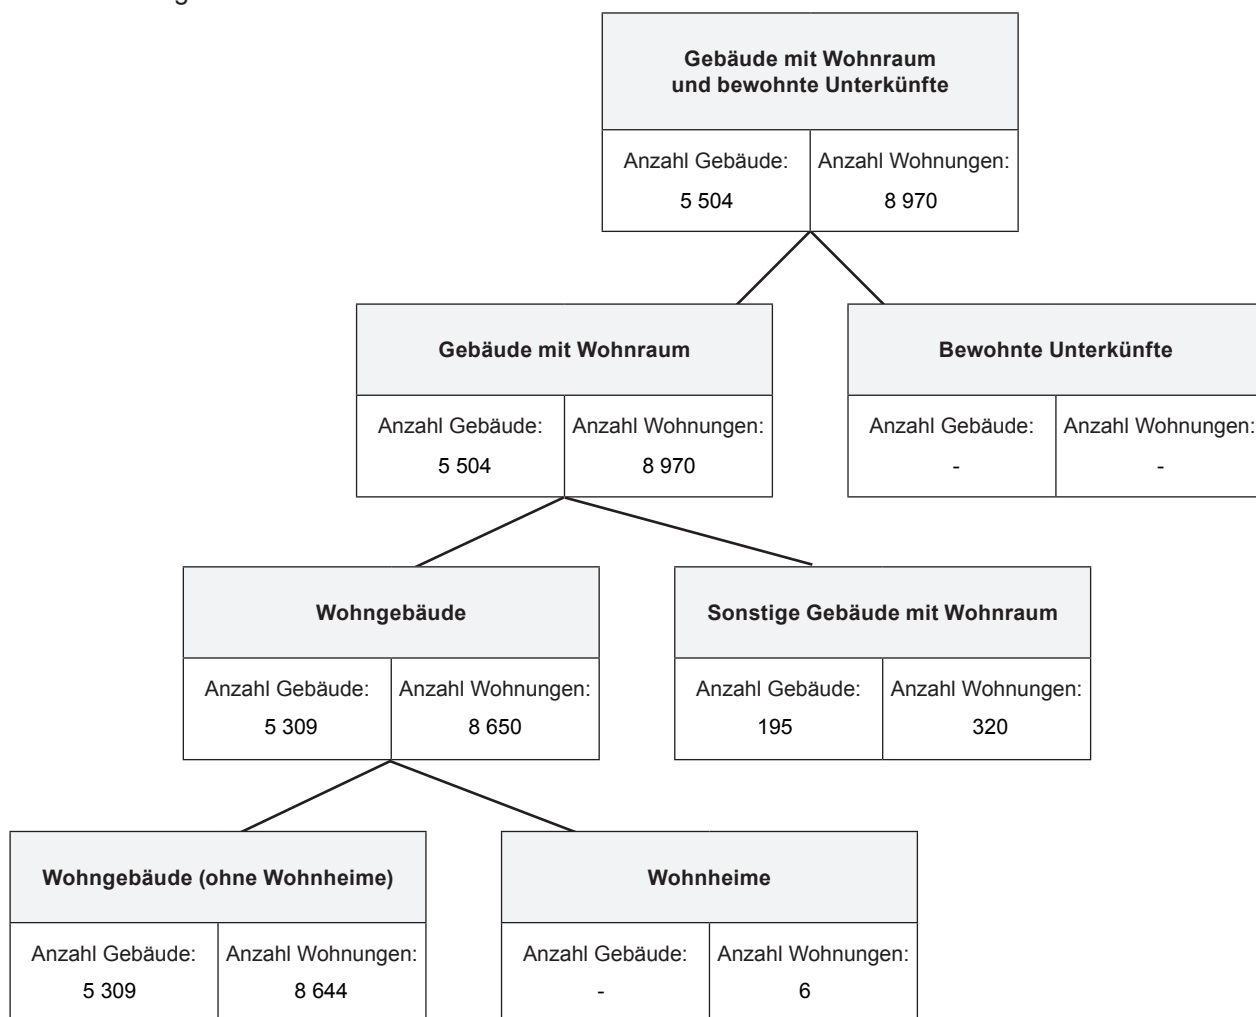 Gebäude mit Wohnraum
und bewohnte Unterkünfte
Anzahl Gebäude: Anzahl Wohnungen:
5 504 8 970
Gebäude mit Wohnraum
Anzahl Gebäude: Anzahl Wohnungen:
5 504 8 970
Bewohnte Unterkünfte
Anzahl Gebäude: Anzahl Wohnungen:
- -
Wohngebäude
Anzahl Gebäude: Anzahl Wohnungen:
5 309 8 650
Sonstige Gebäude mit Wohnraum
Anzahl Gebäude: Anzahl Wohnungen:
195 320
Wohngebäude (ohne Wohnheime)
Anzahl Gebäude: Anzahl Wohnungen:
5 309 8 644
Wohnheime
Anzahl Gebäude: Anzahl Wohnungen:
- 6